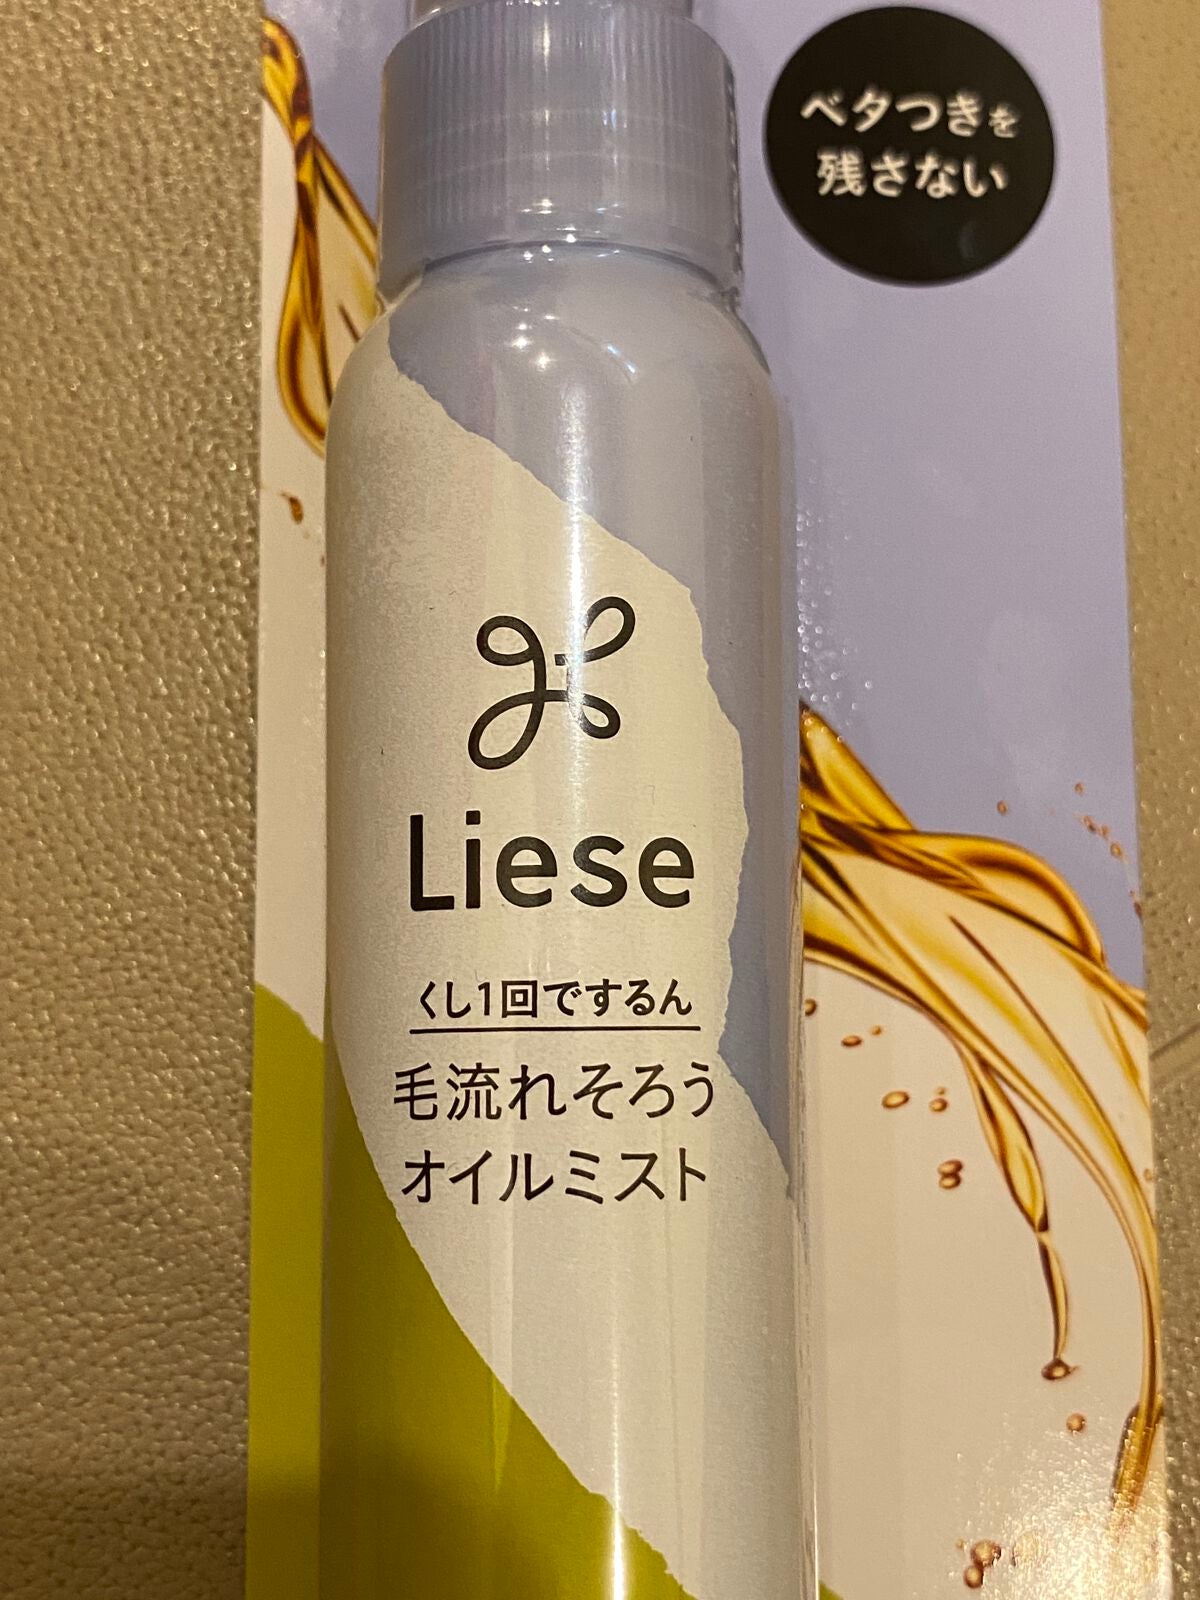 ベタつきを
残さない
Liese
くし1回でするん
毛流れそろう
オイルミスト